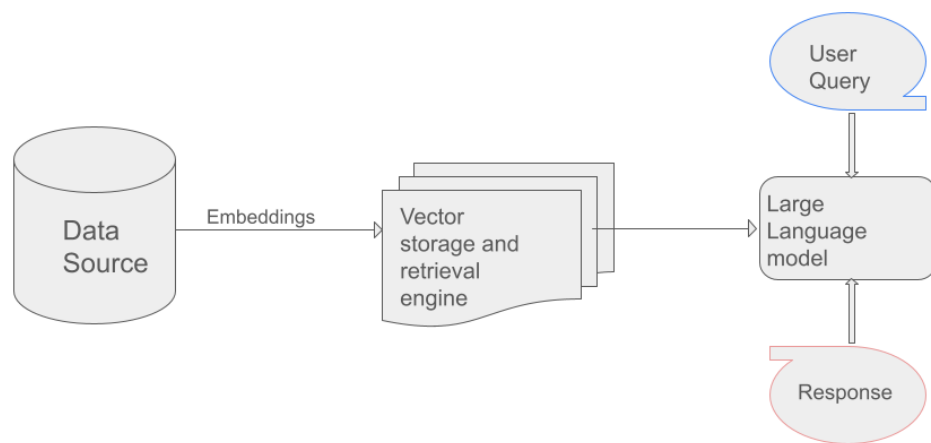 Data
Source
Embeddings
Vector
storage and
retrieval
engine
User
Query
Large
Language
model
Response